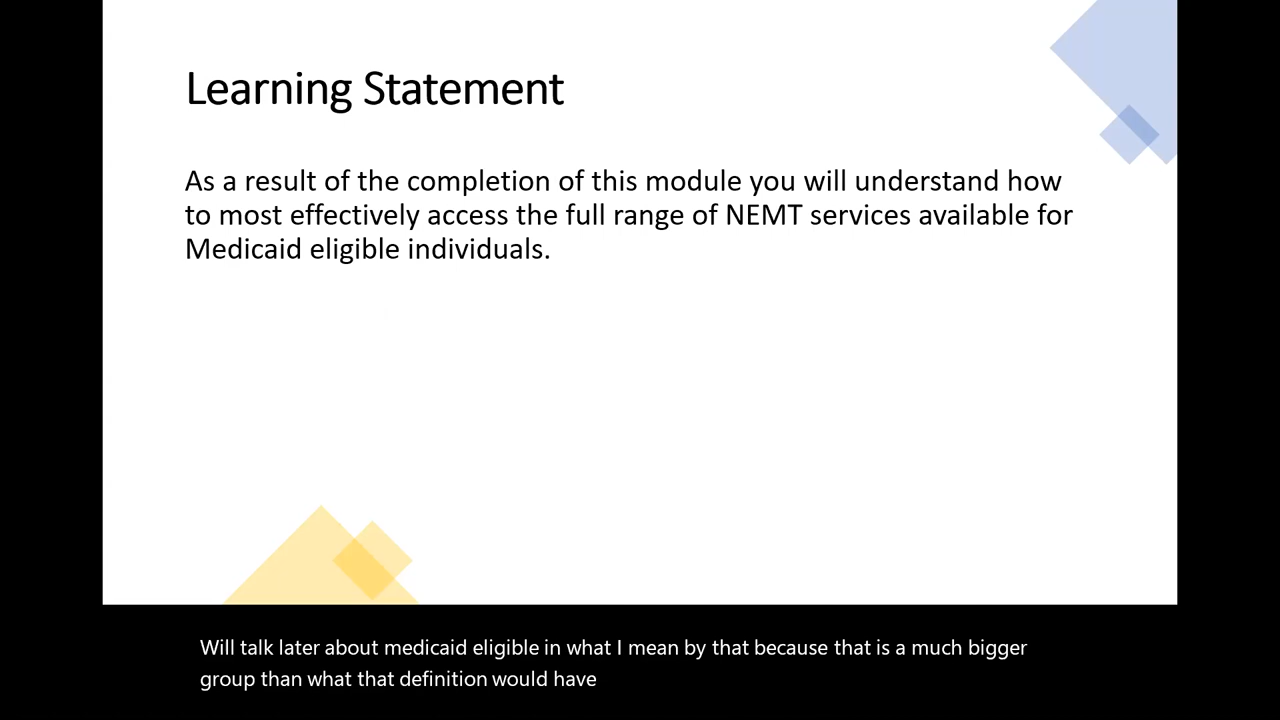 Learning Statement
As a result of the completion of this module you will understand how
to most effectively access the full range of NEMT services available for
Medicaid eligible individuals.
Will talk later about medicaid eligible in what I mean by that because that is a much bigger
group than what that definition would have